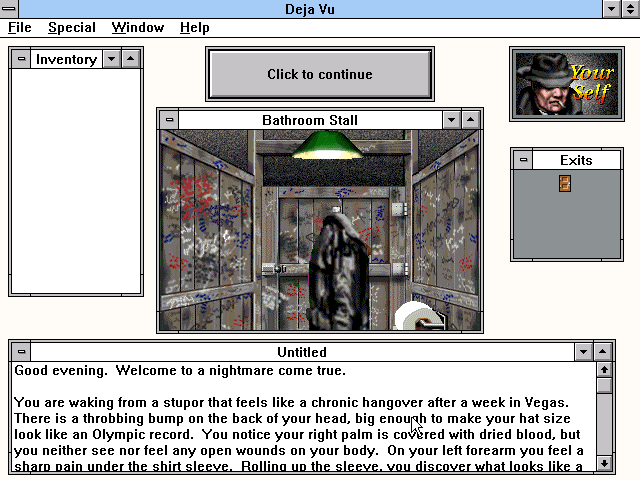 Deja Vu
File Special Window Help
Inventory
Click to continue
Your
Self
Bathroom Stall
Exits
Untitled
Good evening.  Welcome to a nightmare come true.
You are waking from a stupor that feels like a chronic hangover after a week in Vegas.
There is a throbbing bump on the back of your head, big enough to make your hat size
look like an Olympic record.  You notice your right palm is covered with dried blood, but
you neither see nor feel any open wounds on your body.  On your left forearm you feel a
sharp pain under the shirt sleeve.  Rolling up the sleeve, you discover what looks like a